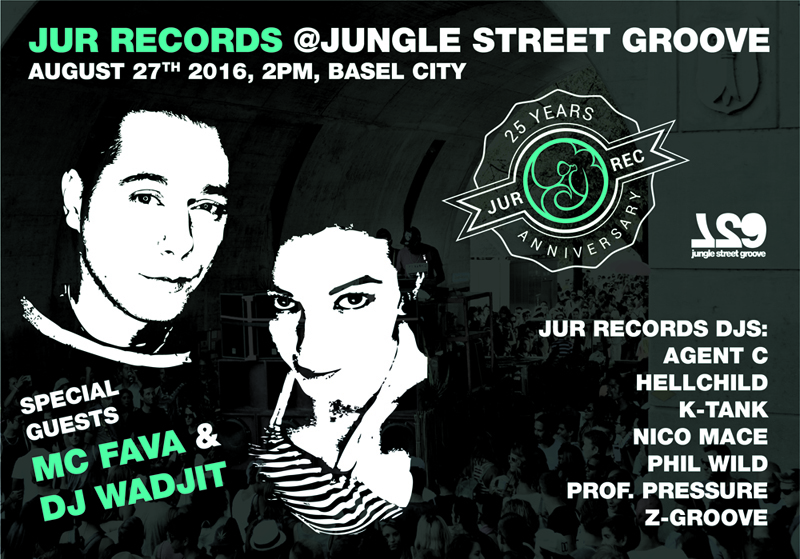 JUR RECORDS @JUNGLE STREET GROOVE
AUGUST 27TH 2016, 2PM, BASEL CITY
25 YEARS
JUR REC
ANNIVERSARY
jungle street groove
JUR RECORDS DJS:
AGENT C
HELLCHILD
K-TANK
NICO MACE
PHIL WILD
PROF. PRESSURE
Z-GROOVE
SPECIAL
GUESTS
MC FAVA &
DJ WADJIT